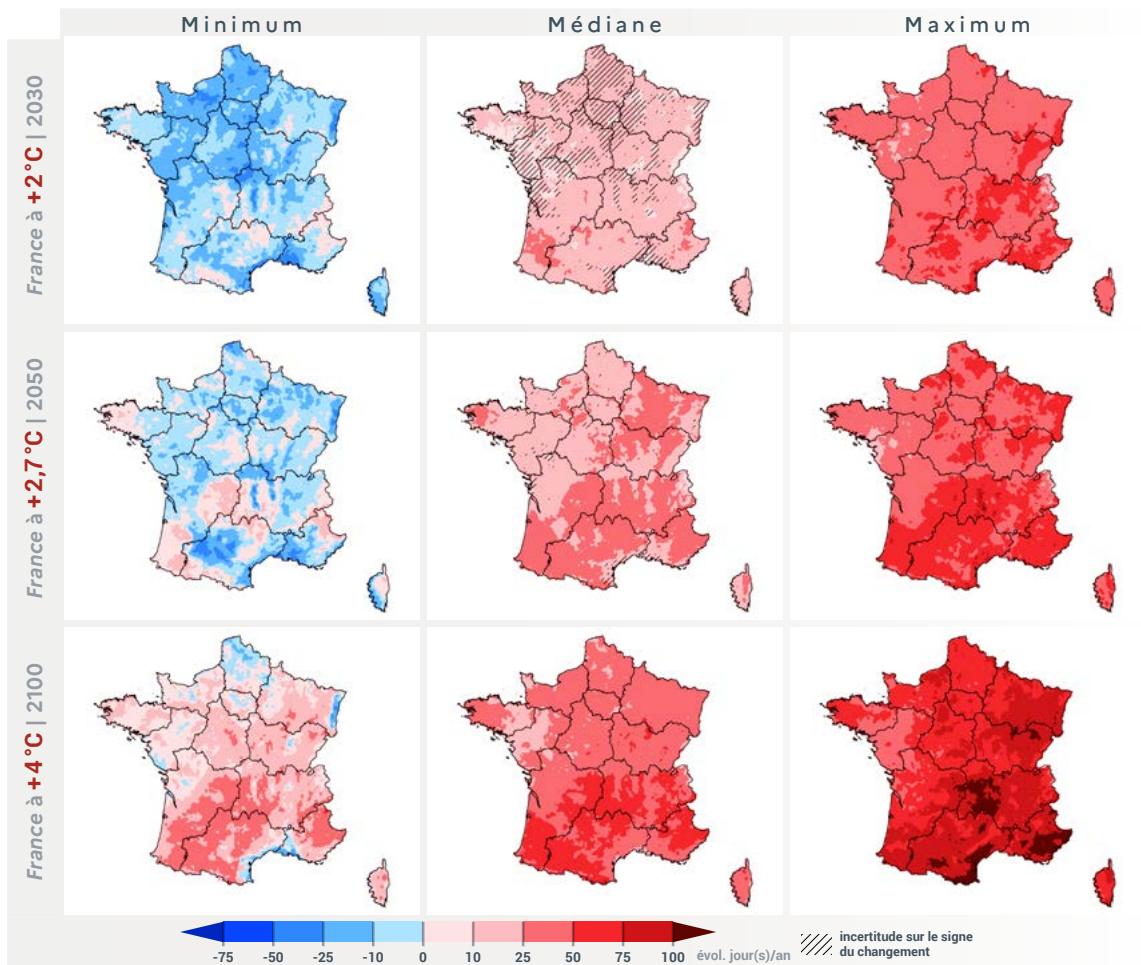 Minimum Médiane Maximum
France à +2°C | 2030
France à +2,7°C | 2050
France à +4°C | 2100
-75 -50 -25 -10 0 10 25 50 75 100 évol. jour(s)/an
incertitude sur le signe
du changement